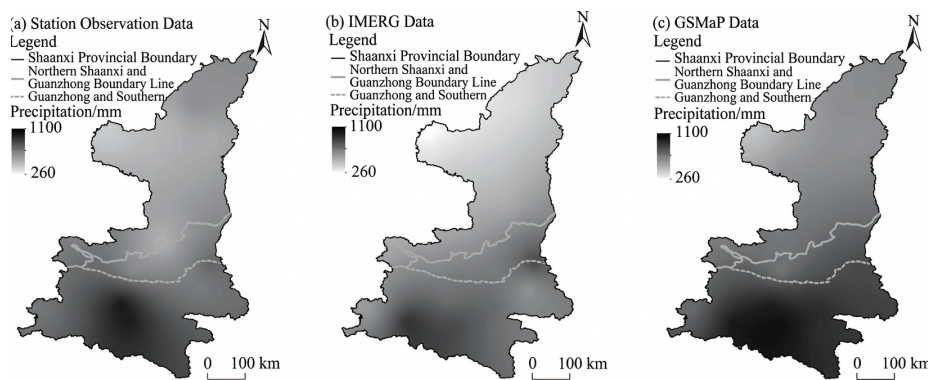 (a) Station Observation Data
N
Legend
Shaanxi Provincial Boundary
Northern Shaanxi and
Guanzhong Boundary Line
Guanzhong and Southern
Precipitation/mm
1100
260
0 100 km
(b) IMERG Data
N
Legend
Shaanxi Provincial Boundary
Northern Shaanxi and
Guanzhong Boundary Line
Guanzhong and Southern
Precipitation/mm
1100
260
0 100 km
(c) GSMaP Data
N
Legend
Shaanxi Provincial Boundary
Northern Shaanxi and
Guanzhong Boundary Line
Guanzhong and Southern
Precipitation/mm
1100
260
0 100 km